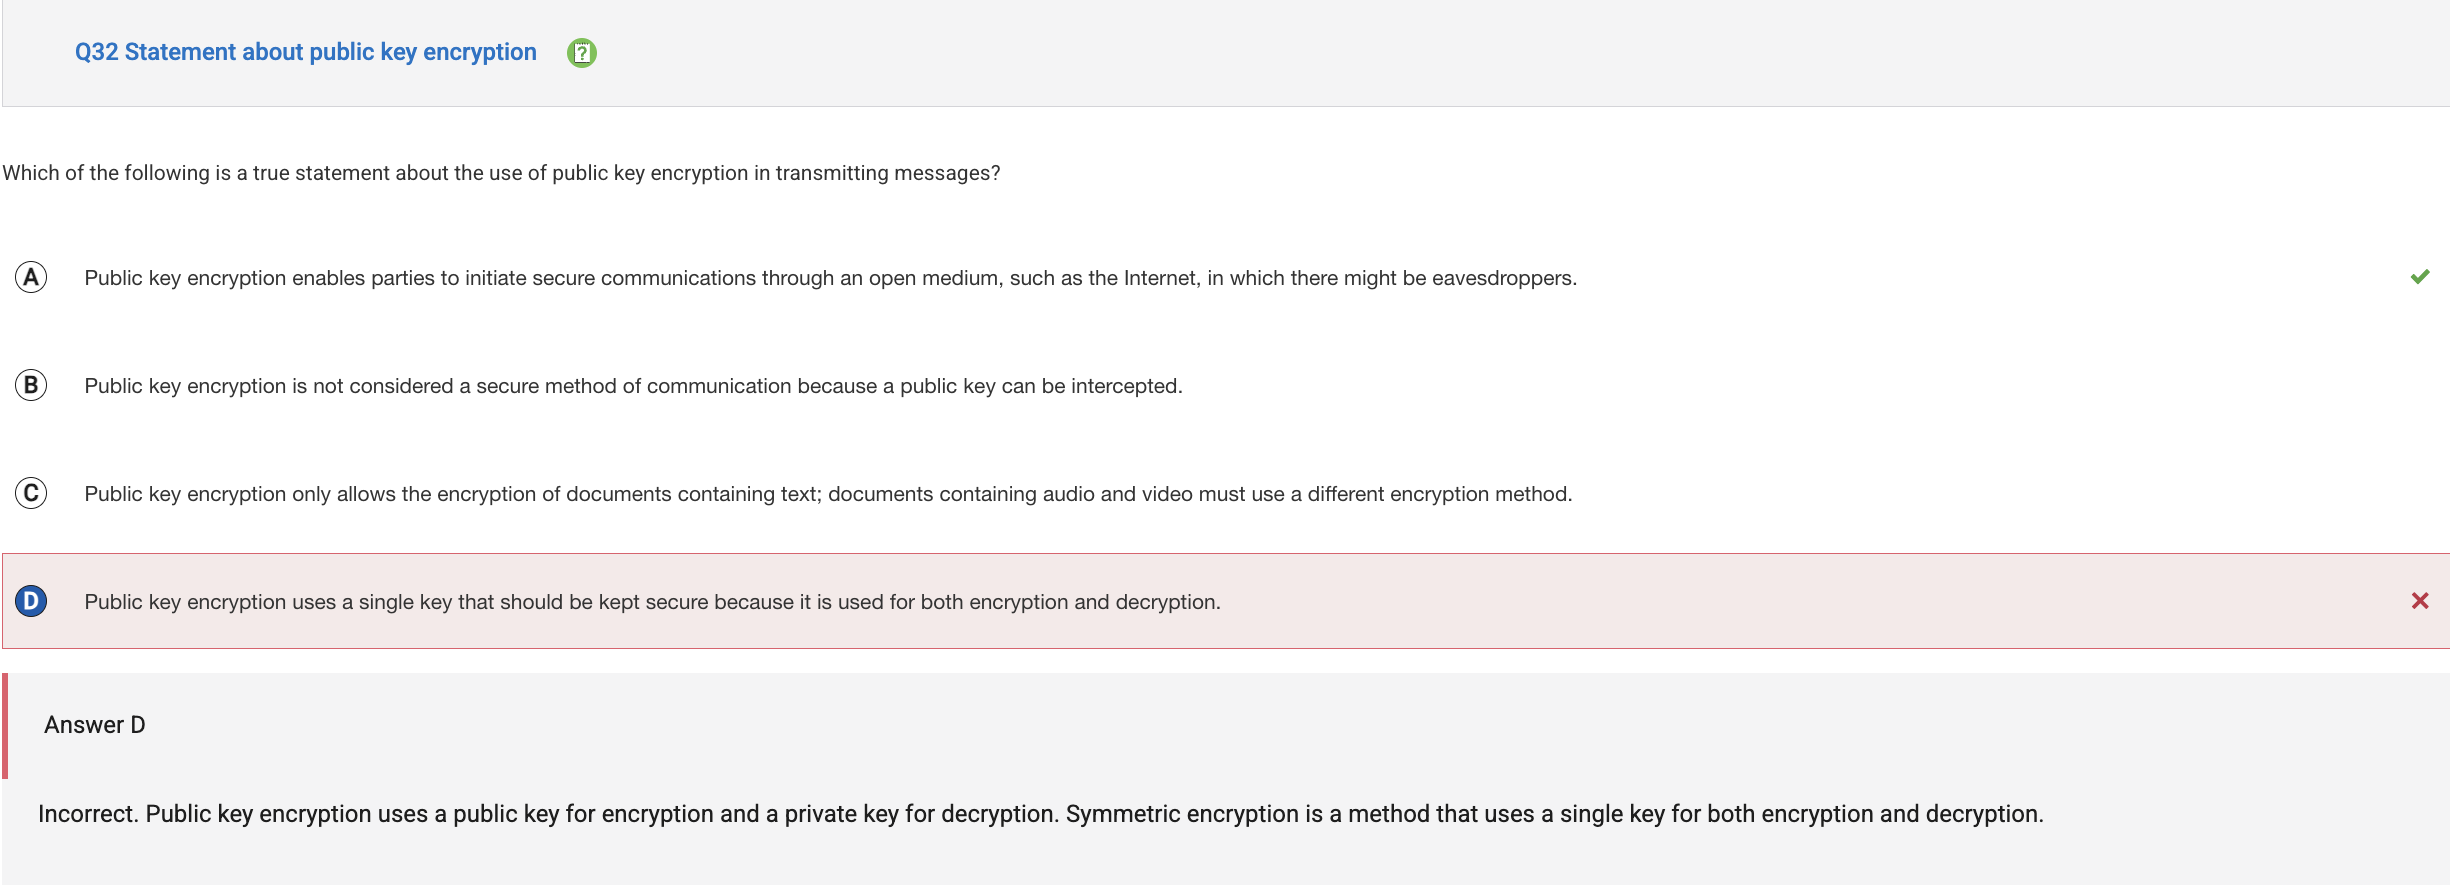 Q32 Statement about public key encryption
Which of the following is a true statement about the use of public key encryption in transmitting messages?
A Public key encryption enables parties to initiate secure communications through an open medium, such as the Internet, in which there might be eavesdroppers.
B Public key encryption is not considered a secure method of communication because a public key can be intercepted.
C Public key encryption only allows the encryption of documents containing text; documents containing audio and video must use a different encryption method.
D Public key encryption uses a single key that should be kept secure because it is used for both encryption and decryption.
Answer D
Incorrect. Public key encryption uses a public key for encryption and a private key for decryption. Symmetric encryption is a method that uses a single key for both encryption and decryption.